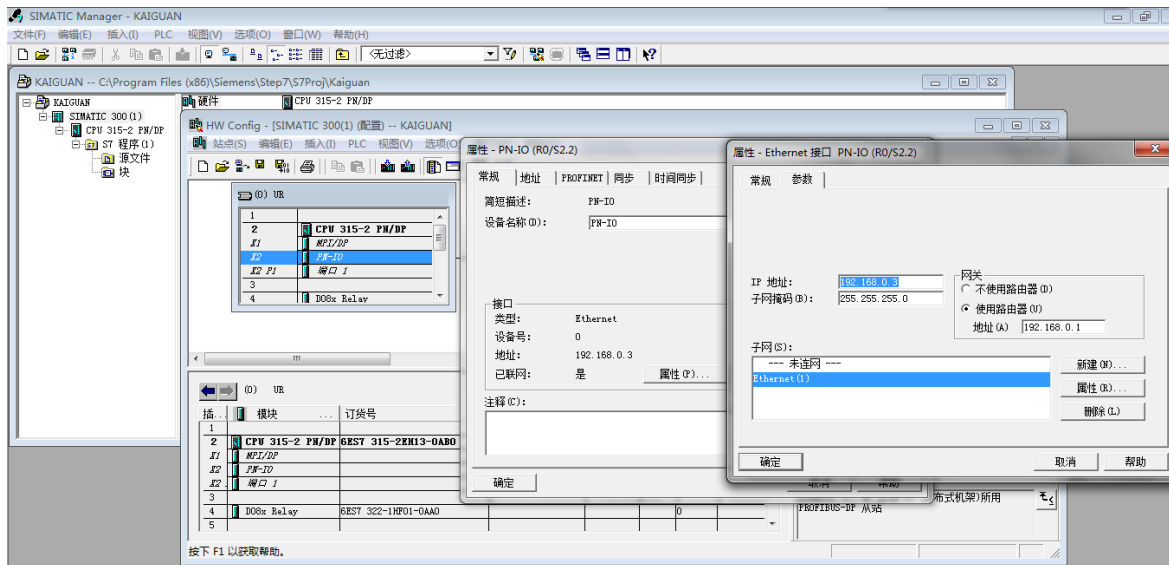 SIMATIC Manager - KAIGUAN
文件(F) 编辑(E) 插入(I) PLC 视图(V) 选项(O) 窗口(W) 帮助(H)
<无过滤>
KAIGUAN -- C:\Program Files (x86)\Siemens\Step7\S7Proj\Kaiguan
KAIGUAN
SIMATIC 300(1)
CPU 315-2 PN/DP
S7 程序(1)
源文件
块
硬件
CPU 315-2 PN/DP
HW Config - [SIMATIC 300(1) (配置) -- KAIGUAN]
站点(S) 编辑(E) 插入(I) PLC 视图(V) 选项(O)
(0) UR
1
2 CPU 315-2 PN/DP
X1 MPI/DP
X2 PN-IO
X2 P1 端口 1
3
4 DO8x Relay
(0) UR
插... 模块 ... 订货号
1
2 CPU 315-2 PN/DP 6ES7 315-2EH13-0AB0
X1 MPI/DP
X2 PN-IO
X2 . 端口 1
3
4 DO8x Relay 6ES7 322-1HF01-0AA0 0
5
布式机架)所用
PROFIBUS-DP 从站
按下 F1 以获取帮助。
属性 - PN-IO (R0/S2.2)
常规 地址 PROFINET 同步 时间同步
简短描述: PN-IO
设备名称(D): PN-IO
接口
类型: Ethernet
设备号: 0
地址: 192.168.0.3
已联网: 是 属性(P)...
注释(C):
确定 取消 帮助
属性 - Ethernet 接口 PN-IO (R0/S2.2)
常规 参数
IP 地址: 192.168.0.3
子网掩码(B): 255.255.255.0
网关
不使用路由器(D)
使用路由器(U)
地址(A) 192.168.0.1
子网(S):
--- 未连网 ---
Ethernet(1)
新建(N)...
属性(R)...
删除(L)
确定 取消 帮助